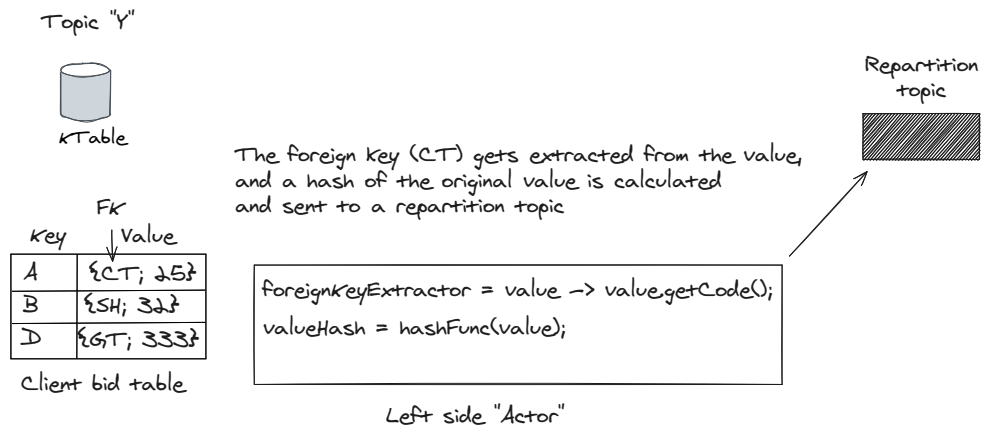 Topic "Y"
KTable
Repartition
topic
The foreign key (CT) gets extracted from the value,
and a hash of the original value is calculated
and sent to a repartition topic
FK
Key Value
A {CT; 25}
B {SH; 32}
D {GT; 333}
Client bid table
foreignKeyExtractor = value -> value.getCode();
valueHash = hashFunc(value);
Left side "Actor"